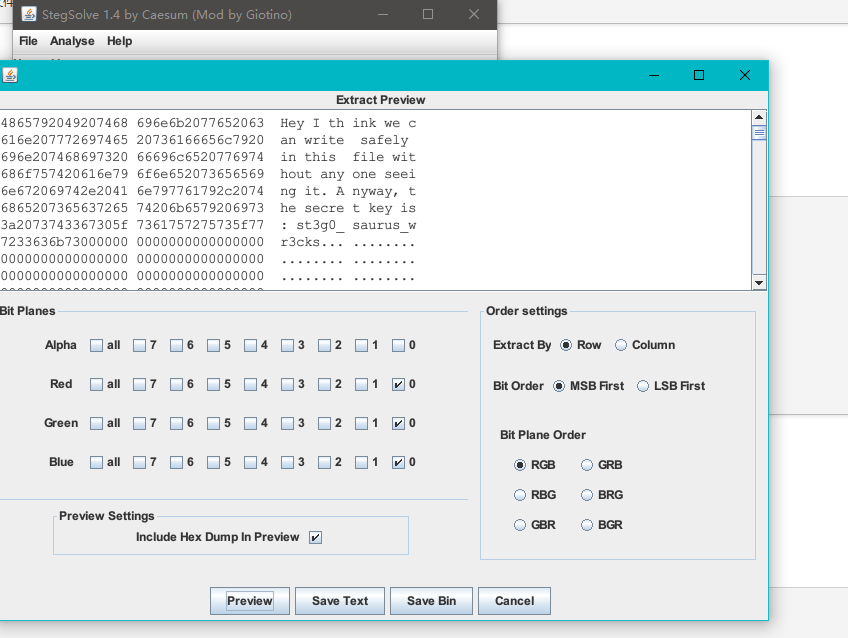 StegSolve 1.4 by Caesum (Mod by Giotino)
File Analyse Help
Extract Preview
4865792049207468 696e6b2077652063 Hey I th ink we c
616e207772697465 20736166656c7920 an write  safely
696e207468697320 66696c6520776974 in this  file wit
686f757420616e79 6f6e652073656569 hout any one seei
6e672069742e2041 6e797761792c2074 ng it. A nyway, t
6865207365637265 74206b6579206973 he secre t key is
3a2073743367305f 7361757275735f77 : st3g0_ saurus_w
7233636b73000000 0000000000000000 r3cks... ........
0000000000000000 0000000000000000 ........ ........
0000000000000000 0000000000000000 ........ ........
Bit Planes
Alpha all 7 6 5 4 3 2 1 0
Red all 7 6 5 4 3 2 1 0
Green all 7 6 5 4 3 2 1 0
Blue all 7 6 5 4 3 2 1 0
Preview Settings
Include Hex Dump In Preview
Order settings
Extract By Row Column
Bit Order MSB First LSB First
Bit Plane Order
RGB GRB
RBG BRG
GBR BGR
Preview Save Text Save Bin Cancel